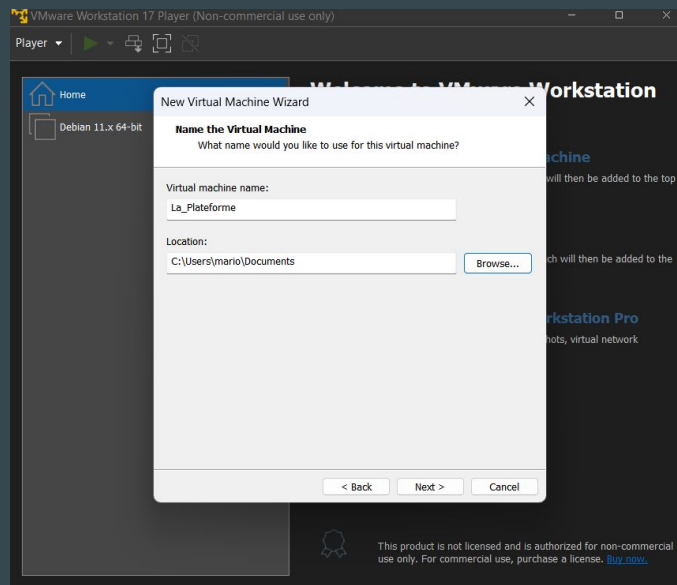 VMware Workstation 17 Player (Non-commercial use only)
Player
Home
Debian 11.x 64-bit
Welcome to VMware Workstation
New Virtual Machine Wizard
Name the Virtual Machine
What name would you like to use for this virtual machine?
Virtual machine name:
La_Plateforme
Location:
C:\Users\mario\Documents
Browse...
achine
will then be added to the top
ch will then be added to the
rkstation Pro
hots, virtual network
< Back
Next >
Cancel
This product is not licensed and is authorized for non-commercial
use only. For commercial use, purchase a license. Buy now.